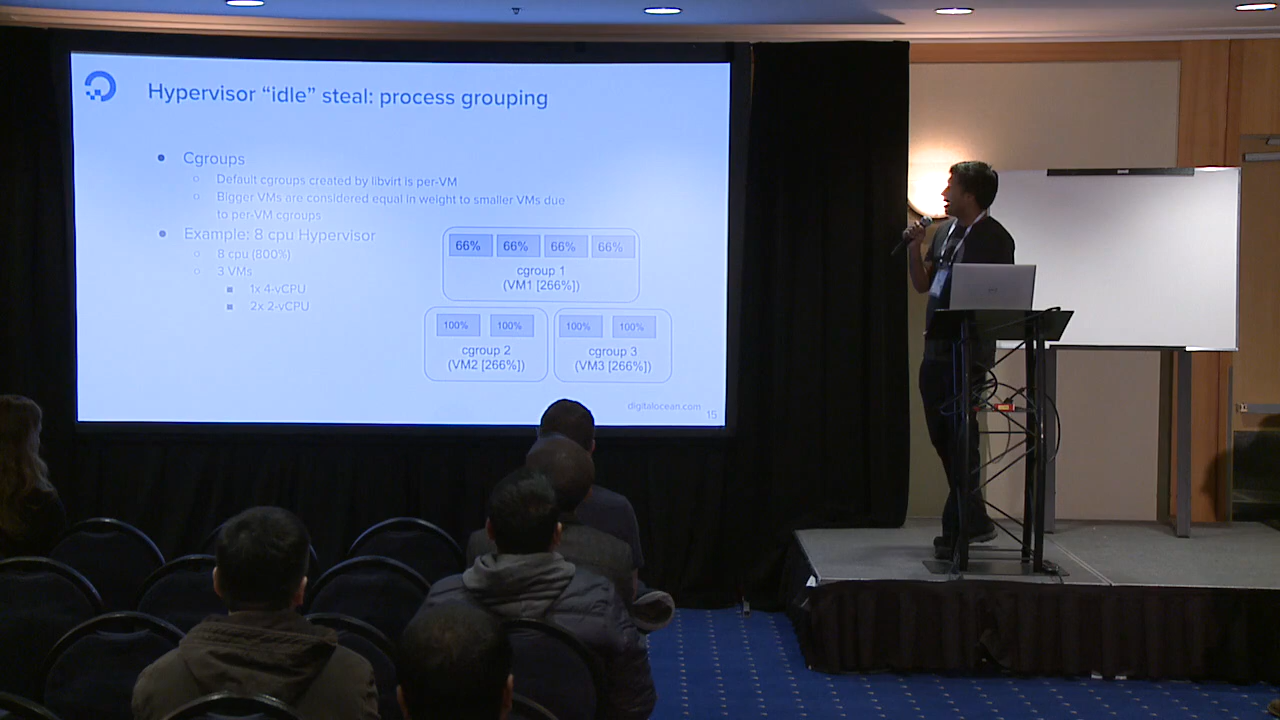 Hypervisor “idle” steal: process grouping
Cgroups
Default cgroups created by libvirt is per-VM
Bigger VMs are considered equal in weight to smaller VMs due
to per-VM cgroups
Example: 8 cpu Hypervisor
8 cpu (800%)
3 VMs
1x 4-vCPU
2x 2-vCPU
66% 66% 66% 66%
cgroup 1
(VM1 [266%])
100% 100%
cgroup 2
(VM2 [266%])
100% 100%
cgroup 3
(VM3 [266%])
digitalocean.com
15